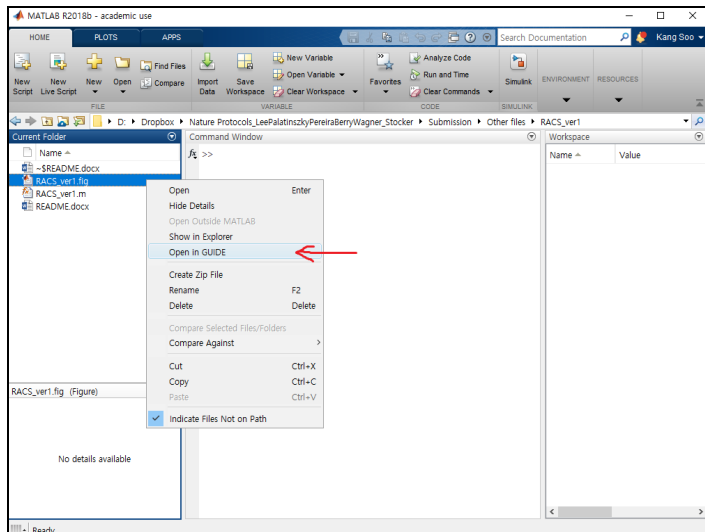 MATLAB R2018b - academic use
HOME PLOTS APPS Search Documentation Kang Soo
New Script
New Live Script
New
Open
Find Files
Compare
Import Data
Save Workspace
New Variable
Open Variable
Clear Workspace
Favorites
Analyze Code
Run and Time
Clear Commands
Simulink
ENVIRONMENT
RESOURCES
FILE VARIABLE CODE SIMULINK
D: Dropbox Nature Protocols_LeePalatinszkyPereiraBerryWagner_Stocker Submission Other files RACS_ver1
Current Folder
Name
~$README.docx
RACS_ver1.fig
RACS_ver1.m
README.docx
Command Window
fx >>
Workspace
Name Value
Open Enter
Hide Details
Open Outside MATLAB
Show in Explorer
Open in GUIDE
Create Zip File
Rename F2
Delete Delete
Compare Selected Files/Folders
Compare Against
Cut Ctrl+X
Copy Ctrl+C
Paste Ctrl+V
Indicate Files Not on Path
RACS_ver1.fig (Figure)
No details available
Ready